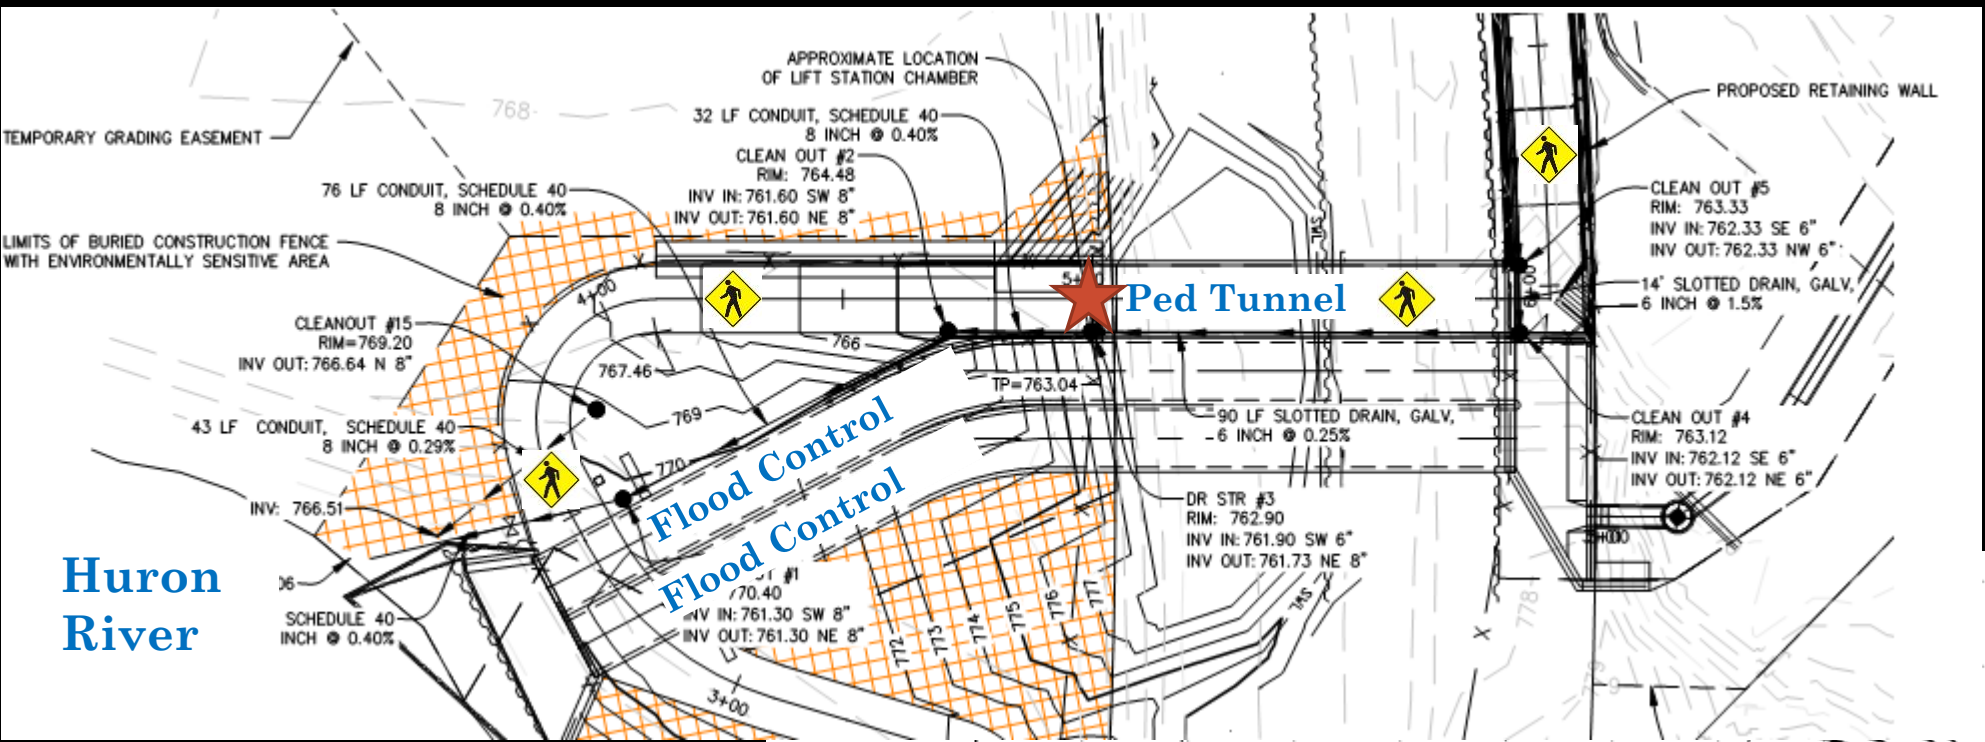 APPROXIMATE LOCATION
OF LIFT STATION CHAMBER
768
32 LF CONDUIT, SCHEDULE 40
8 INCH @ 0.40%
PROPOSED RETAINING WALL
TEMPORARY GRADING EASEMENT
CLEAN OUT #2
RIM: 764.48
INV IN: 761.60 SW 8"
INV OUT: 761.60 NE 8"
76 LF CONDUIT, SCHEDULE 40
8 INCH @ 0.40%
CLEAN OUT #5
RIM: 763.33
INV IN: 762.33 SE 6"
INV OUT: 762.33 NW 6"
LIMITS OF BURIED CONSTRUCTION FENCE
WITH ENVIRONMENTALLY SENSITIVE AREA
SWL
14' SLOTTED DRAIN, GALV,
6 INCH @ 1.5%
4+00
5+
6+00
Ped Tunnel
CLEANOUT #15
RIM=769.20
INV OUT: 766.64 N 8"
766
767.46
TP=763.04
769
90 LF SLOTTED DRAIN, GALV,
6 INCH @ 0.25%
CLEAN OUT #4
RIM: 763.12
INV IN: 762.12 SE 6"
INV OUT: 762.12 NE 6"
43 LF CONDUIT, SCHEDULE 40
8 INCH @ 0.29%
770
Flood Control
Flood Control
INV: 766.51
DR STR #3
RIM: 762.90
INV IN: 761.90 SW 6"
INV OUT: 761.73 NE 8"
Huron
River
06
SCHEDULE 40
INCH @ 0.40%
#1
770.40
INV IN: 761.30 SW 8"
INV OUT: 761.30 NE 8"
772
773
774
775
776
777
SWL
778
3+00